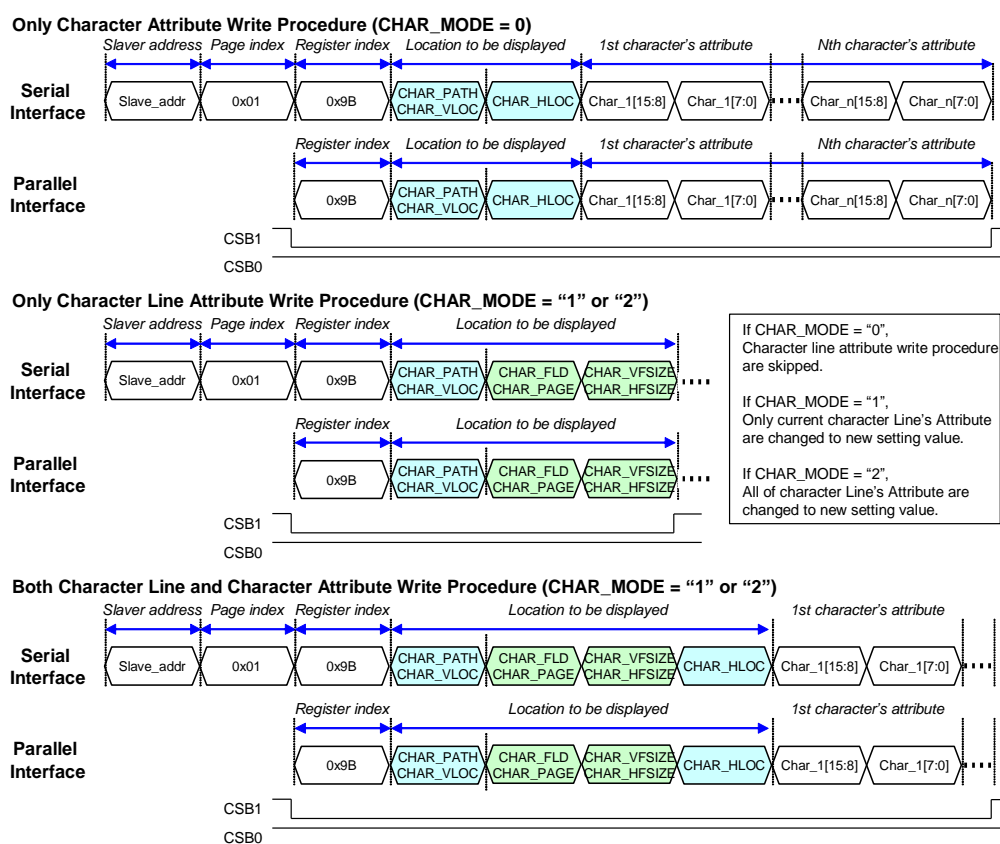 Only Character Attribute Write Procedure (CHAR_MODE = 0)
Slaver address Page index Register index Location to be displayed 1st character's attribute Nth character's attribute
Serial Interface
Slave_addr 0x01 0x9B CHAR_PATH CHAR_VLOC CHAR_HLOC Char_1[15:8] Char_1[7:0] Char_n[15:8] Char_n[7:0]
Register index Location to be displayed 1st character's attribute Nth character's attribute
Parallel Interface
0x9B CHAR_PATH CHAR_VLOC CHAR_HLOC Char_1[15:8] Char_1[7:0] Char_n[15:8] Char_n[7:0]
CSB1
CSB0
Only Character Line Attribute Write Procedure (CHAR_MODE = “1” or “2”)
Slaver address Page index Register index Location to be displayed
Serial Interface
Slave_addr 0x01 0x9B CHAR_PATH CHAR_VLOC CHAR_FLD CHAR_PAGE CHAR_VFSIZE CHAR_HFSIZE
Register index Location to be displayed
Parallel Interface
0x9B CHAR_PATH CHAR_VLOC CHAR_FLD CHAR_PAGE CHAR_VFSIZE CHAR_HFSIZE
CSB1
CSB0
If CHAR_MODE = “0”,
Character line attribute write procedure
are skipped.
If CHAR_MODE = “1”,
Only current character Line's Attribute
are changed to new setting value.
If CHAR_MODE = “2”,
All of character Line's Attribute are
changed to new setting value.
Both Character Line and Character Attribute Write Procedure (CHAR_MODE = “1” or “2”)
Slaver address Page index Register index Location to be displayed 1st character's attribute
Serial Interface
Slave_addr 0x01 0x9B CHAR_PATH CHAR_VLOC CHAR_FLD CHAR_PAGE CHAR_VFSIZE CHAR_HFSIZE CHAR_HLOC Char_1[15:8] Char_1[7:0]
Register index Location to be displayed 1st character's attribute
Parallel Interface
0x9B CHAR_PATH CHAR_VLOC CHAR_FLD CHAR_PAGE CHAR_VFSIZE CHAR_HFSIZE CHAR_HLOC Char_1[15:8] Char_1[7:0]
CSB1
CSB0